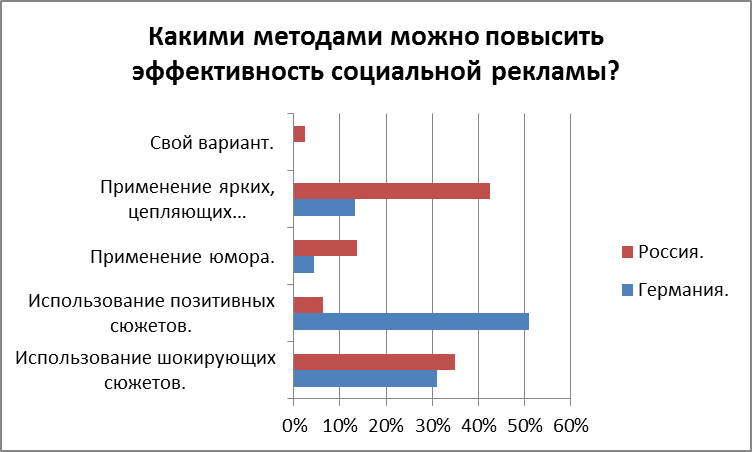 Какими методами можно повысить
эффективность социальной рекламы?
Свой вариант.
Применение ярких,
цепляющих...
Применение юмора.
Использование позитивных
сюжетов.
Использование шокирующих
сюжетов.
0% 10% 20% 30% 40% 50% 60%
Россия.
Германия.